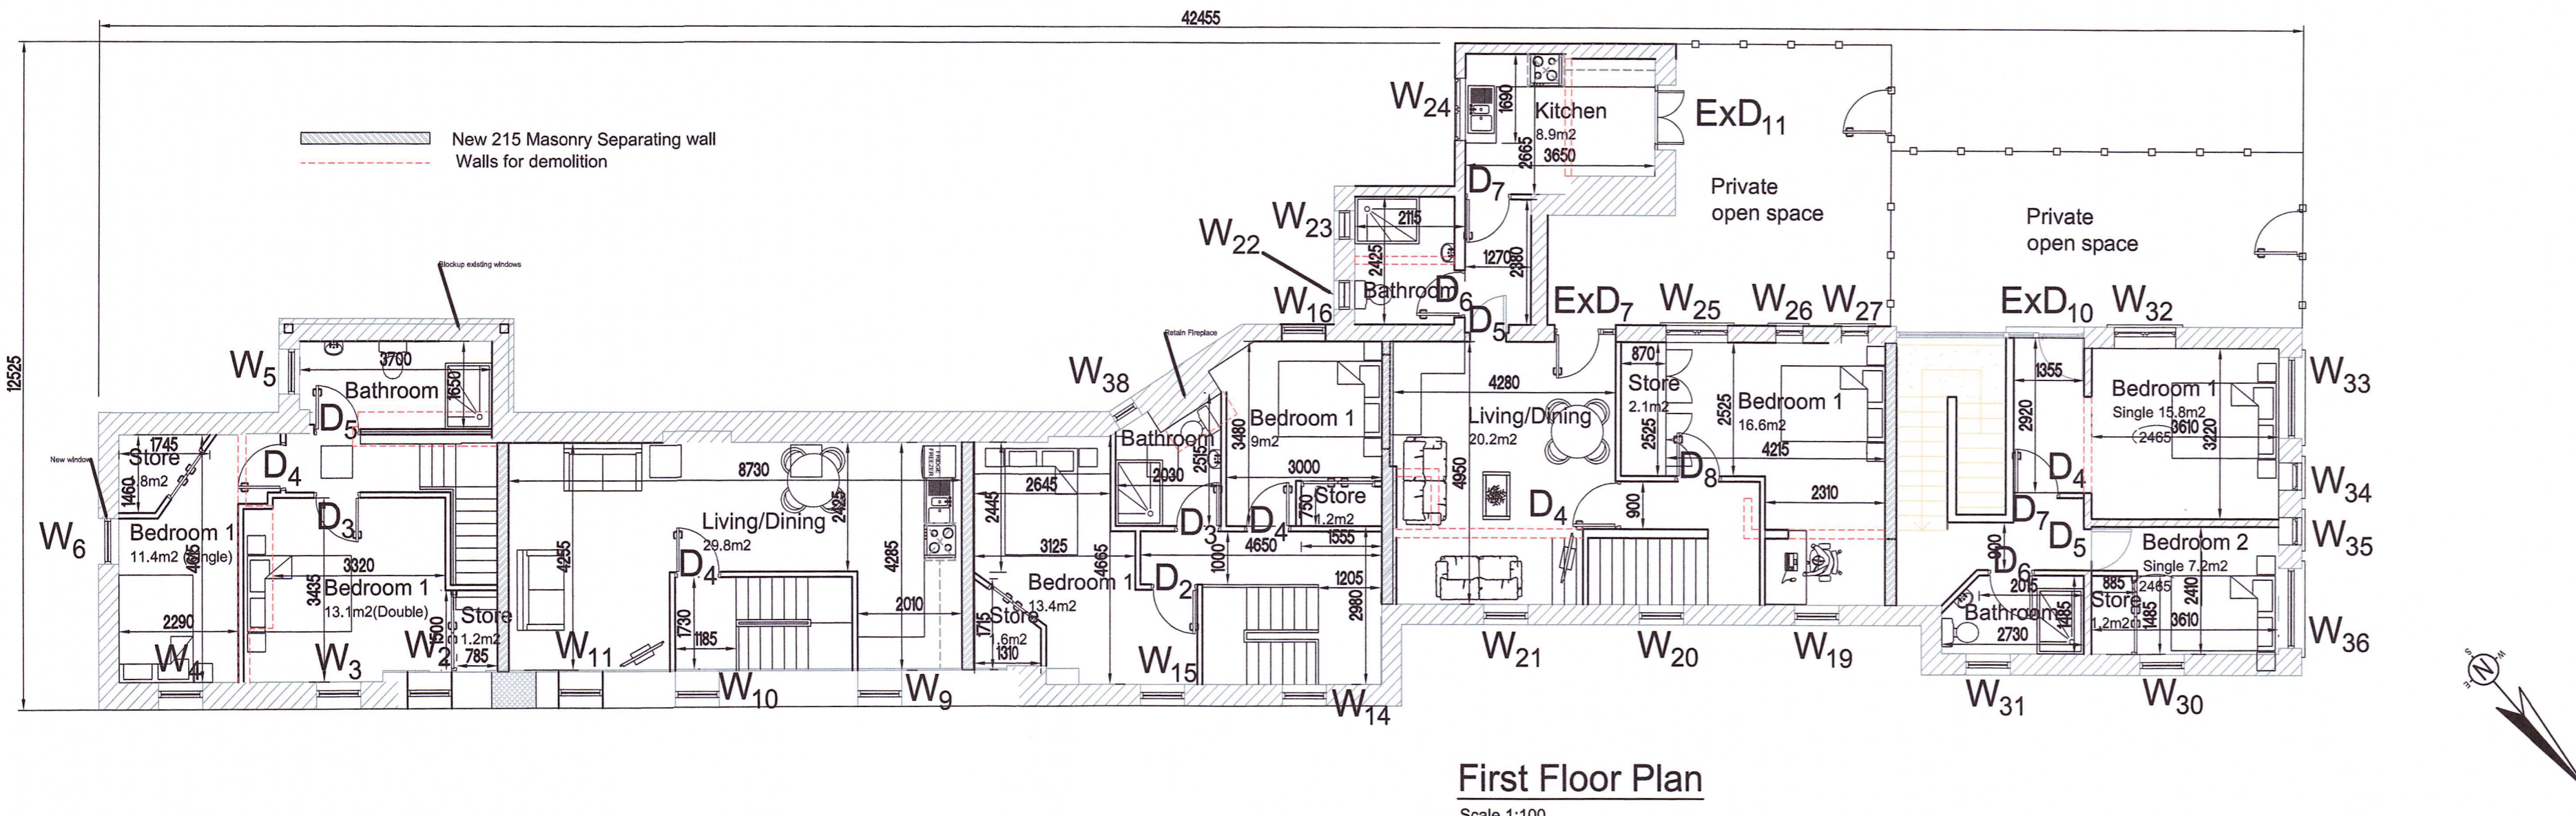 42455
12525
New 215 Masonry Separating wall
Walls for demolition
Blockup existing windows
W5
3700
1650
Bathroom
D5
1745
Store
1460
D4
New window
W6
Bedroom 1
2290
W4
D3
3320
3435
Bedroom 1
13.1m2(Double)
W3
W2
1500
Store
1.2m2
785
W11
8730
4255
Living/Dining
29.8m2
2425
FRIDGE
FREEZER
D4
1730
1185
4285
2010
W10
W9
W38
Retain Fireplace
W16
2645
2445
3125
4665
Bedroom 1
13.4m2
Store
1715
1310
Bathroom
2030
2515
D3
D2
W15
3480
Bedroom 1
9m2
3000
D4
750
Store
1.2m2
1555
4650
1000
1205
2980
W14
W24
1690
Kitchen
8.9m2
2665
3650
ExD11
D7
W23
W22
2115
2425
Bathroom
D6
1270
2380
D5
ExD7
Private
open space
Private
open space
W25
W26
W27
4280
Living/Dining
20.2m2
4950
D4
870
Store
2.1m2
2525
2525
Bedroom 1
16.6m2
4215
D8
900
2310
W21
W20
W19
ExD10
W32
1355
2920
D4
D7
Bedroom 1
Single 15.8m2
3610
2465
3220
W33
W34
W35
W36
D5
900
D6
Bedroom 2
Single 7.2m2
2465
2410
3610
885
Store
1.2m2
1485
2015
Bathroom
2730
1485
W31
W30
N
S
W
E
First Floor Plan
Scale 1:100